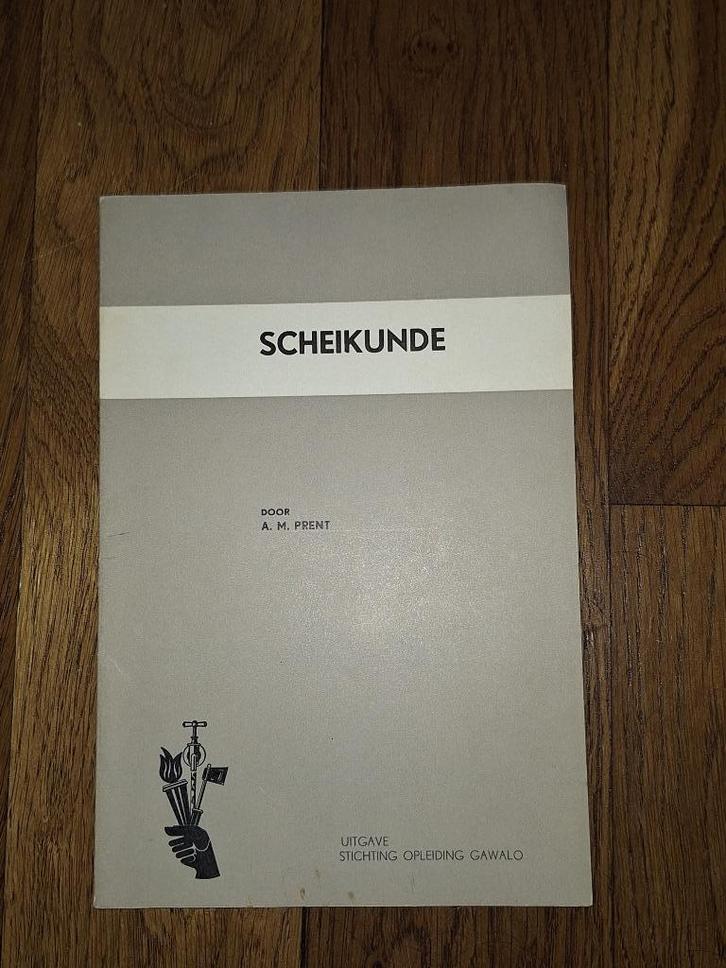 SCHEIKUNDE
DOOR
A. M. PRENT
UITGAVE
STICHTING OPLEIDING GAWALO